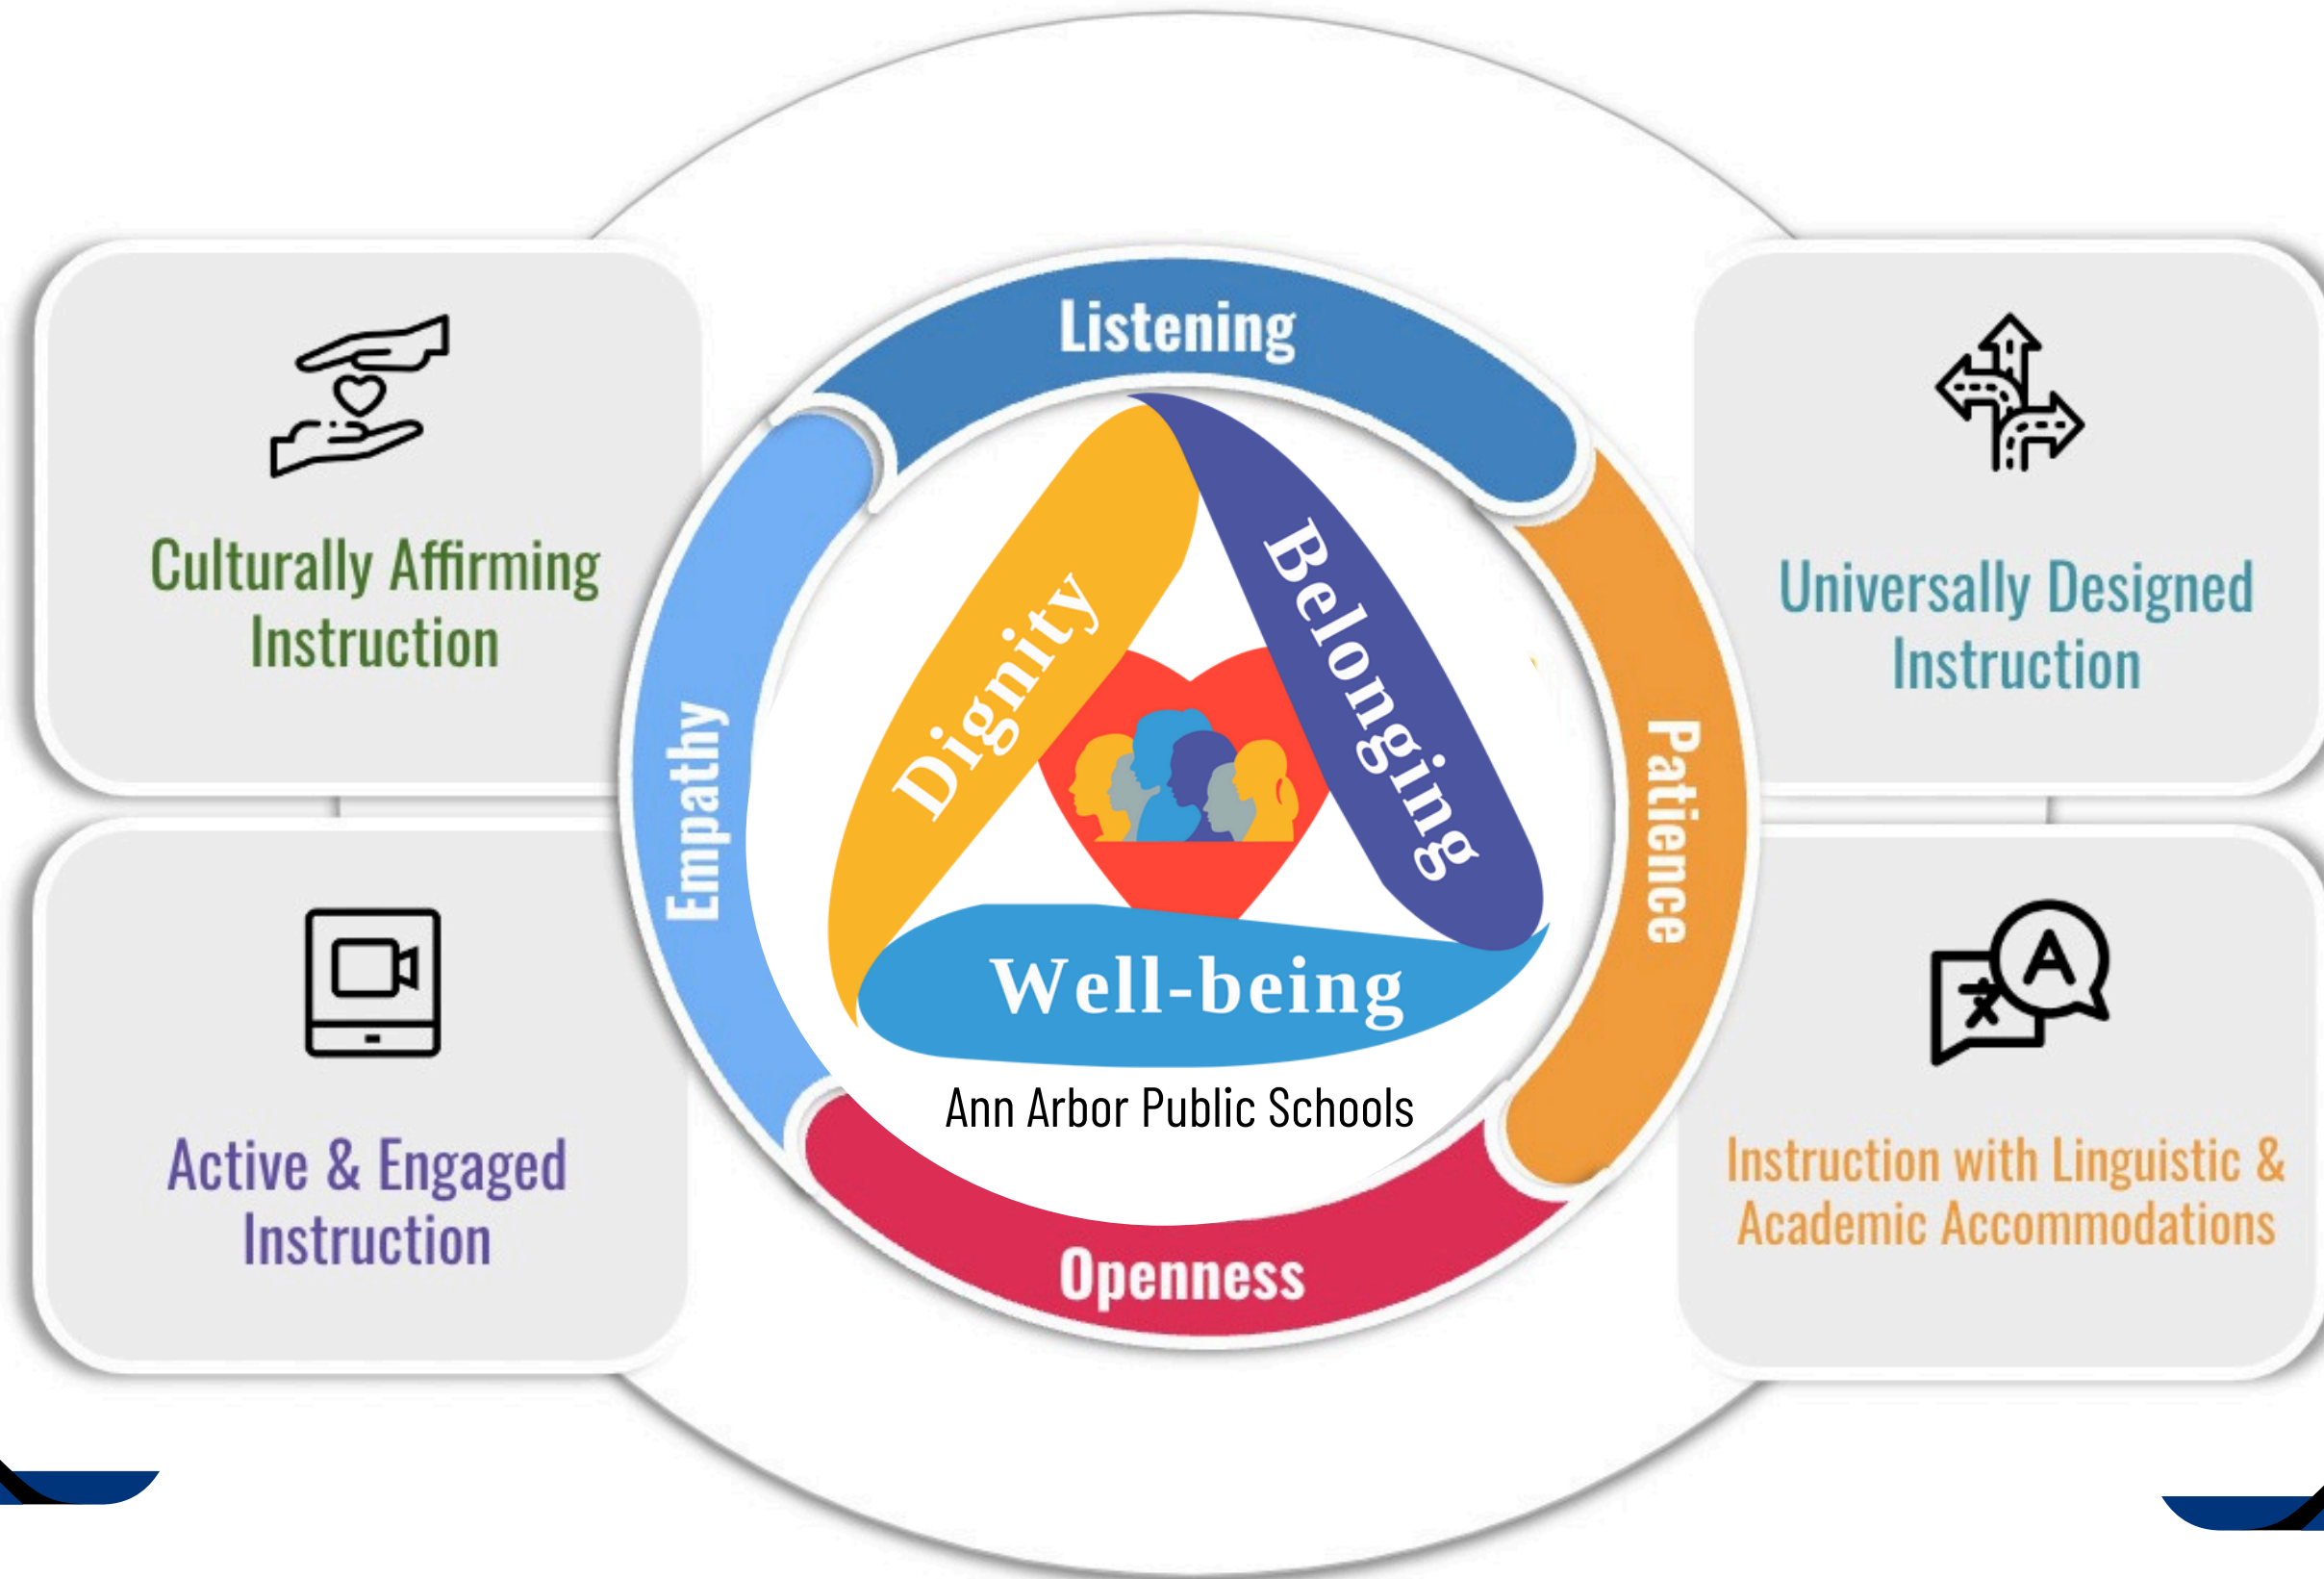 Listening
Culturally Affirming
Instruction
Universally Designed
Instruction
Dignity
Belonging
Empathy
Patience
Well-being
Ann Arbor Public Schools
文
A
Active & Engaged
Instruction
Instruction with Linguistic &
Academic Accommodations
Openness